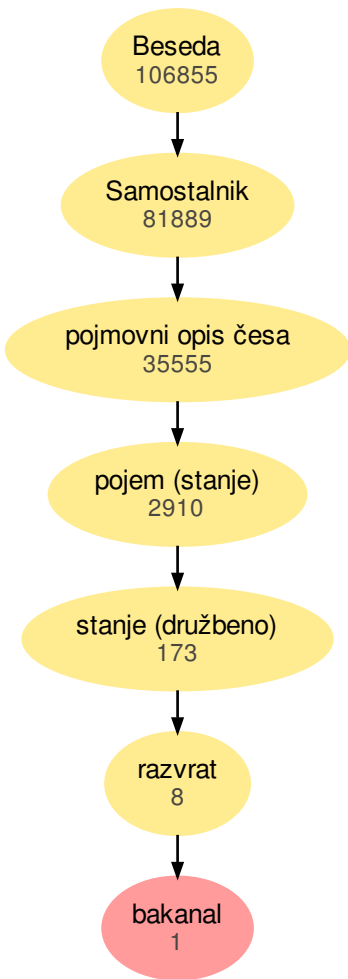 Beseda
106855
Samostalnik
81889
pojmovni opis česa
35555
pojem (stanje)
2910
stanje (družbeno)
173
razvrat
8
bakanal
1